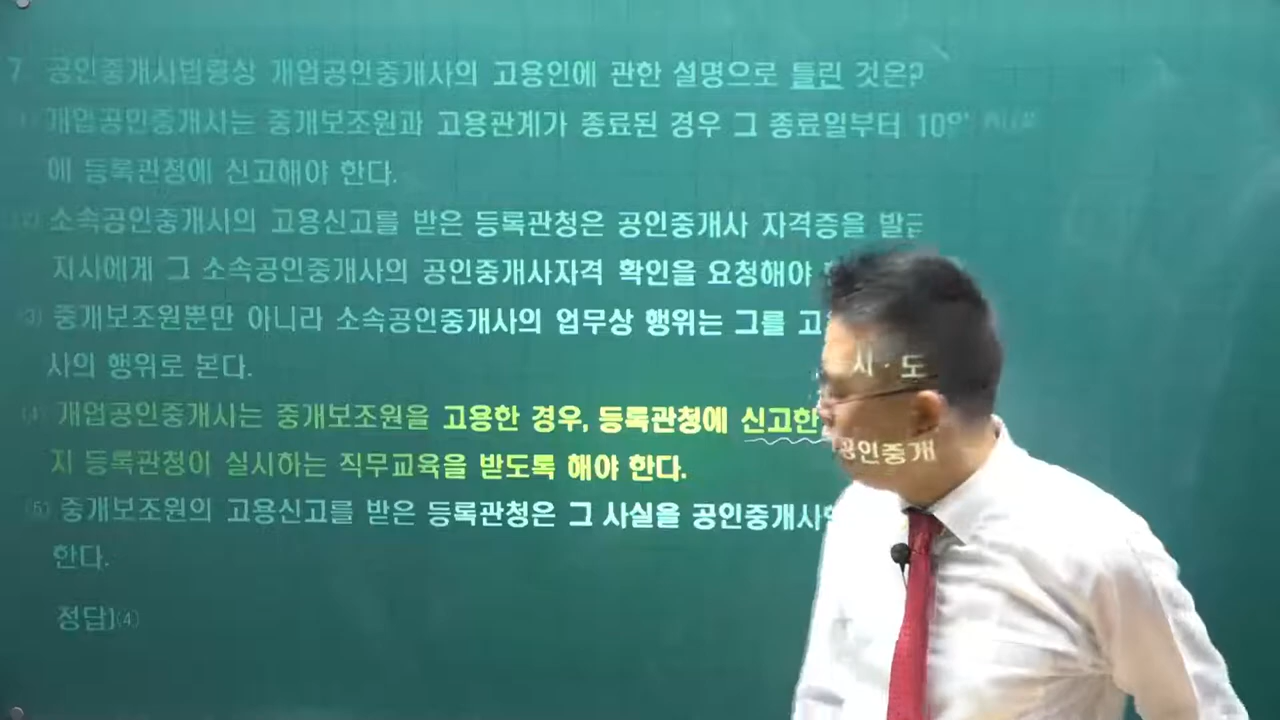 7 공인중개사법령상 개업공인중개사의 고용인에 관한 설명으로 틀린 것은?
개업공인중개사는 중개보조원과 고용관계가 종료된 경우 그 종료일부터 10일
에 등록관청에 신고해야 한다.
(2) 소속공인중개사의 고용신고를 받은 등록관청은 공인중개사 자격증을
시·도
지사에게 그 소속공인중개사의 공인중개사자격 확인을 요청해야
(3) 중개보조원뿐만 아니라 소속공인중개사의 업무상 행위는 그를
공인중개
사의 행위로 본다.
(4) 개업공인중개사는 중개보조원을 고용한 경우, 등록관청에 신고한
지 등록관청이 실시하는 직무교육을 받도록 해야 한다.
(5) 중개보조원의 고용신고를 받은 등록관청은 그 사실을
한다.
정답](4)